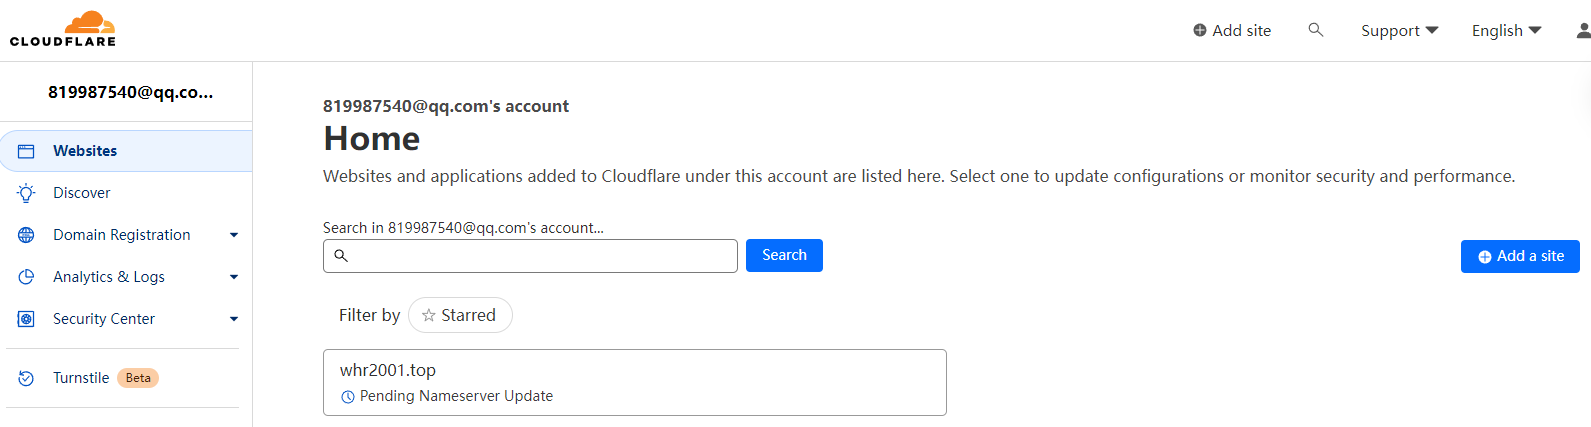 CLOUDFLARE
Add site
Support
English
819987540@qq.co...
Websites
Discover
Domain Registration
Analytics & Logs
Security Center
Turnstile Beta
819987540@qq.com's account
Home
Websites and applications added to Cloudflare under this account are listed here. Select one to update configurations or monitor security and performance.
Search in 819987540@qq.com's account...
Search
Add a site
Filter by Starred
whr2001.top
Pending Nameserver Update